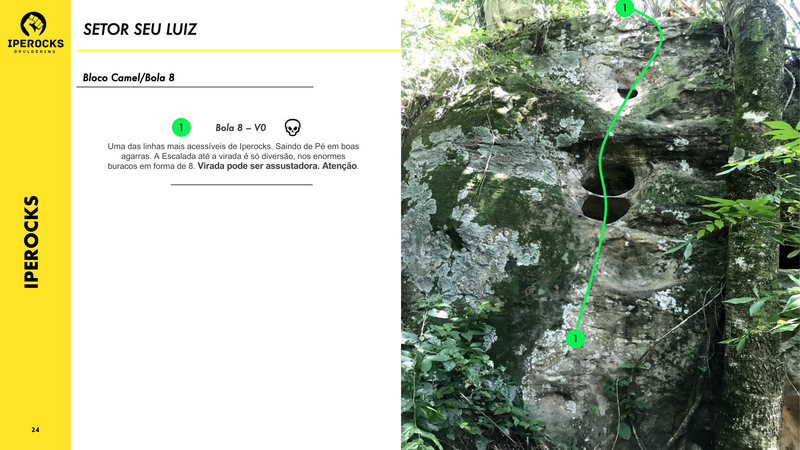 IPEROCKS
BOULDERING
SETOR SEU LUIZ
Bloco Camel/Bola 8
1 Bola 8 – V0
Uma das linhas mais acessíveis de Iperocks. Saindo de Pé em boas
agarras. A Escalada até a virada é só diversão, nos enormes
buracos em forma de 8. Virada pode ser assustadora. Atenção.
IPEROCKS
24
1
1